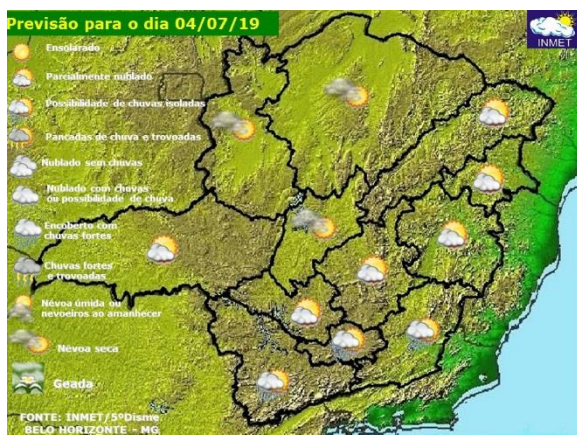 Previsão para o dia 04/07/19
INMET
Ensolarado
Parcialmente nublado
Possibilidade de chuvas isoladas
Pancadas de chuva e trovoadas
Nublado sem chuvas
Nublado com chuvas
ou possibilidade de chuva
Encoberto com
chuvas fortes
Chuvas fortes
e trovoadas
Névoa úmida ou
nevoeiros ao amanhecer
Névoa seca
Geada
FONTE: INMET/5ºDisme
BELO HORIZONTE - MG